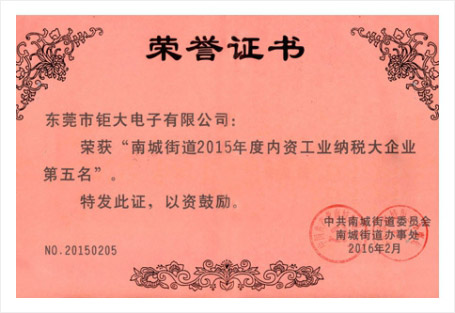 荣誉证书
东莞市钜大电子有限公司：
荣获“南城街道2015年度内资工业纳税大企业
第五名”。
特发此证，以资鼓励。
中共南城街道委员会
南城街道办事处
2016年2月
NO.20150205